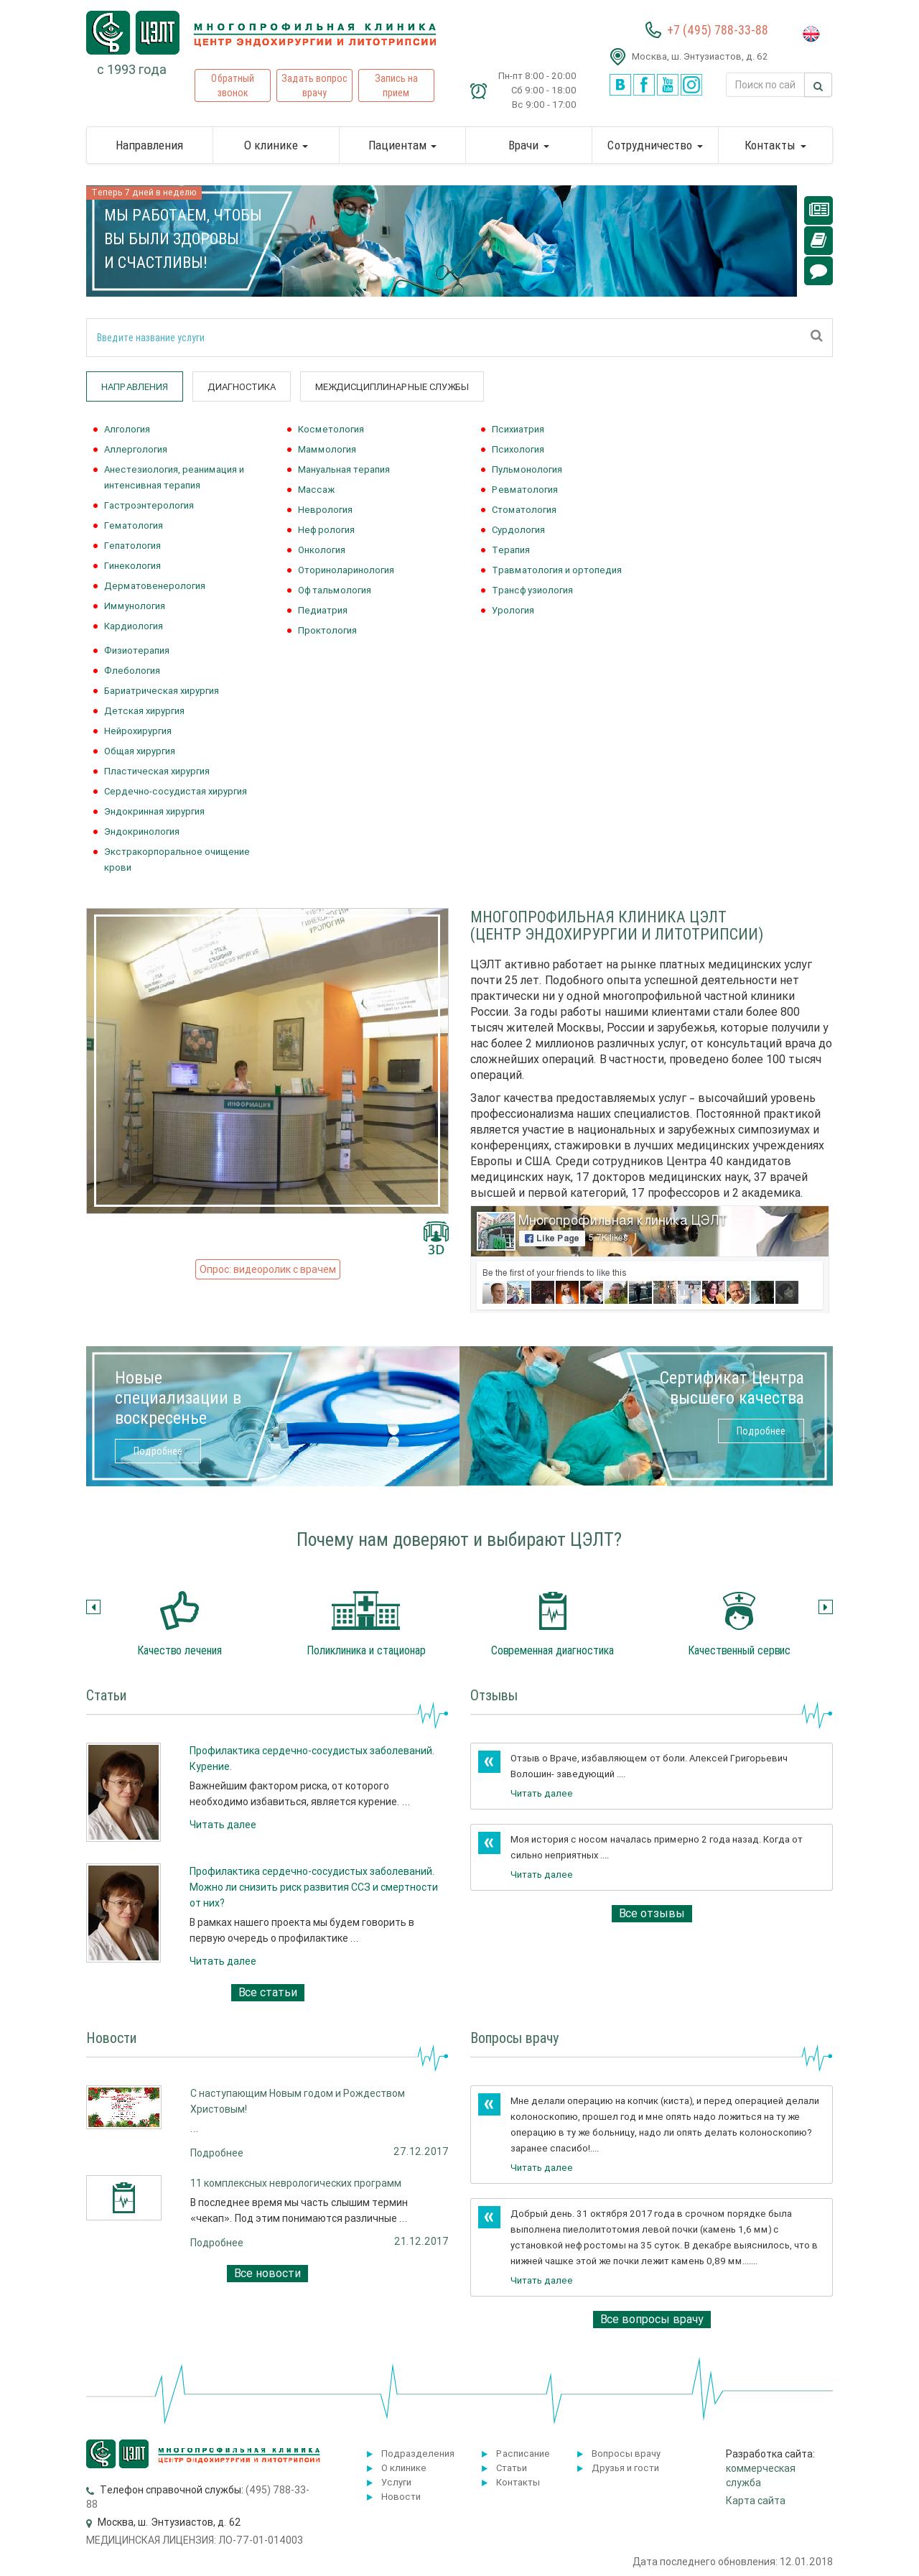 ЦЭЛТ
МНОГОПРОФИЛЬНАЯ КЛИНИКА
ЦЕНТР ЭНДОХИРУРГИИ И ЛИТОТРИПСИИ
с 1993 года
Обратный
звонок
Задать вопрос
врачу
Запись на
прием
Пн-пт 8:00 - 20:00
Сб 9:00 - 18:00
Вс 9:00 - 17:00
+7 (495) 788-33-88
Москва, ш. Энтузиастов, д. 62
Поиск по сай
Направления
О клинике
Пациентам
Врачи
Сотрудничество
Контакты
Теперь 7 дней в неделю
МЫ РАБОТАЕМ, ЧТОБЫ
ВЫ БЫЛИ ЗДОРОВЫ
И СЧАСТЛИВЫ!
Введите название услуги
НАПРАВЛЕНИЯ
ДИАГНОСТИКА
МЕЖДИСЦИПЛИНАРНЫЕ СЛУЖБЫ
Алгология
Аллергология
Анестезиология, реанимация и
интенсивная терапия
Гастроэнтерология
Гематология
Гепатология
Гинекология
Дерматовенерология
Иммунология
Кардиология
Физиотерапия
Флебология
Бариатрическая хирургия
Детская хирургия
Нейрохирургия
Общая хирургия
Пластическая хирургия
Сердечно-сосудистая хирургия
Эндокринная хирургия
Эндокринология
Экстракорпоральное очищение
крови
Косметология
Маммология
Мануальная терапия
Массаж
Неврология
Нефрология
Онкология
Оториноларинология
Офтальмология
Педиатрия
Проктология
Психиатрия
Психология
Пульмонология
Ревматология
Стоматология
Сурдология
Терапия
Травматология и ортопедия
Трансфузиология
Урология
ИНФОРМАЦИЯ
3D
Опрос: видеоролик с врачем
МНОГОПРОФИЛЬНАЯ КЛИНИКА ЦЭЛТ
(ЦЕНТР ЭНДОХИРУРГИИ И ЛИТОТРИПСИИ)
ЦЭЛТ активно работает на рынке платных медицинских услуг
почти 25 лет. Подобного опыта успешной деятельности нет
практически ни у одной многопрофильной частной клиники
России. За годы работы нашими клиентами стали более 800
тысяч жителей Москвы, России и зарубежья, которые получили у
нас более 2 миллионов различных услуг, от консультаций врача до
сложнейших операций. В частности, проведено более 100 тысяч
операций.
Залог качества предоставляемых услуг – высочайший уровень
профессионализма наших специалистов. Постоянной практикой
является участие в национальных и зарубежных симпозиумах и
конференциях, стажировки в лучших медицинских учреждениях
Европы и США. Среди сотрудников Центра 40 кандидатов
медицинских наук, 17 докторов медицинских наук, 37 врачей
высшей и первой категорий, 17 профессоров и 2 академика.
Многопрофильная клиника ЦЭЛТ
Like Page
5.7K likes
Be the first of your friends to like this
Новые
специализации в
воскресенье
Подробнее
Сертификат Центра
высшего качества
Подробнее
Почему нам доверяют и выбирают ЦЭЛТ?
Качество лечения
Поликлиника и стационар
Современная диагностика
Качественный сервис
Статьи
Профилактика сердечно-сосудистых заболеваний.
Курение.
Важнейшим фактором риска, от которого
необходимо избавиться, является курение. ...
Читать далее
Профилактика сердечно-сосудистых заболеваний.
Можно ли снизить риск развития ССЗ и смертности
от них?
В рамках нашего проекта мы будем говорить в
первую очередь о профилактике ...
Читать далее
Все статьи
Отзывы
Отзыв о Враче, избавляющем от боли. Алексей Григорьевич
Волошин- заведующий ....
Читать далее
Моя история с носом началась примерно 2 года назад. Когда от
сильно неприятных ....
Читать далее
Все отзывы
Новости
С наступающим Новым годом и Рождеством
Христовым!
...
Подробнее
27.12.2017
11 комплексных неврологических программ
В последнее время мы часть слышим термин
«чекап». Под этим понимаются различные ...
Подробнее
21.12.2017
Все новости
Вопросы врачу
Мне делали операцию на копчик (киста), и перед операцией делали
колоноскопию, прошел год и мне опять надо ложиться на ту же
операцию в ту же больницу, надо ли опять делать колоноскопию?
заранее спасибо!....
Читать далее
Добрый день. 31 октября 2017 года в срочном порядке была
выполнена пиелолитотомия левой почки (камень 1,6 мм) с
установкой нефростомы на 35 суток. В декабре выяснилось, что в
нижней чашке этой же почки лежит камень 0,89 мм.......
Читать далее
Все вопросы врачу
ЦЭЛТ
МНОГОПРОФИЛЬНАЯ КЛИНИКА
ЦЕНТР ЭНДОХИРУРГИИ И ЛИТОТРИПСИИ
Телефон справочной службы: (495) 788-33-
88
Москва, ш. Энтузиастов, д. 62
МЕДИЦИНСКАЯ ЛИЦЕНЗИЯ: ЛО-77-01-014003
Подразделения
О клинике
Услуги
Новости
Расписание
Статьи
Контакты
Вопросы врачу
Друзья и гости
Разработка сайта:
коммерческая
служба
Карта сайта
Дата последнего обновления: 12.01.2018